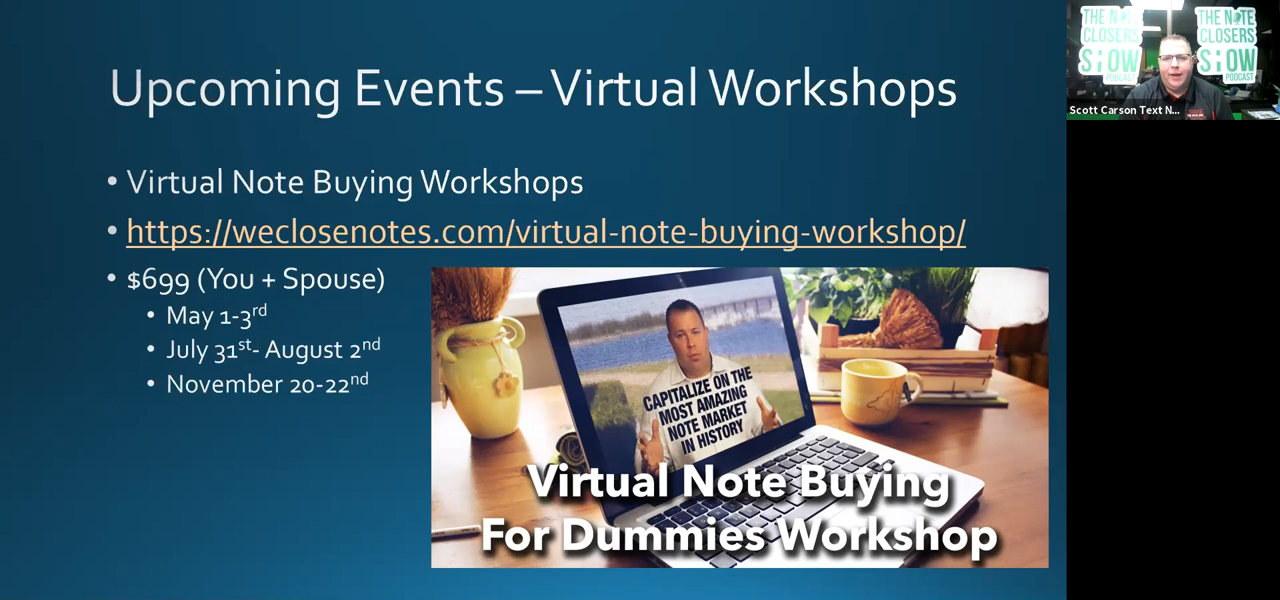 Upcoming Events – Virtual Workshops
• Virtual Note Buying Workshops
• https://weclosenotes.com/virtual-note-buying-workshop/
• $699 (You + Spouse)
• May 1-3rd
• July 31st- August 2nd
• November 20-22nd
CAPITALIZE ON THE
MOST AMAZING
NOTE MARKET
IN HISTORY
Virtual Note Buying
For Dummies Workshop
THE NOTE
CLOSERS
SHOW
PODCAST
THE NOTE
CLOSERS
SHOW
PODCAST
Scott Carson Text N...